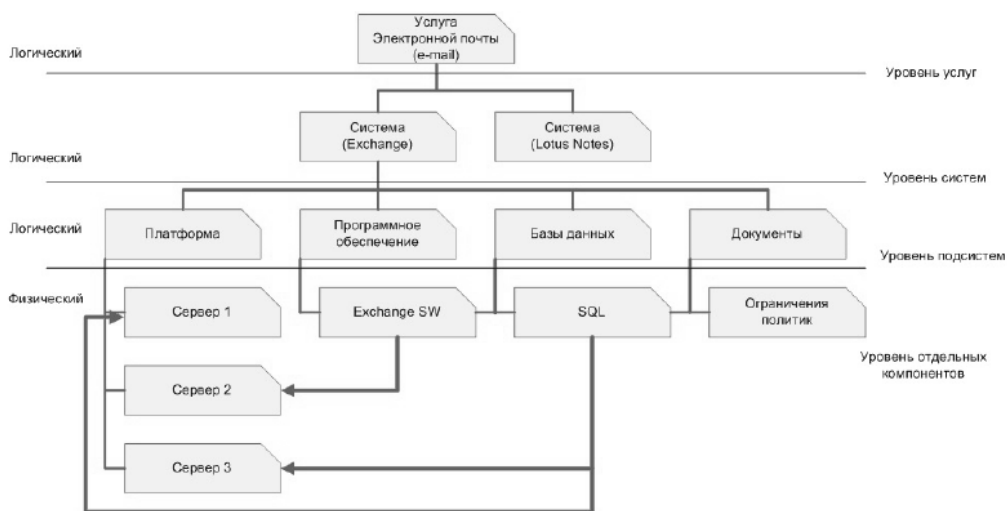 Услуга
Электронной почты
(e-mail)
Логический
Уровень услуг
Система
(Exchange)
Система
(Lotus Notes)
Логический
Уровень систем
Логический
Платформа
Программное
обеспечение
Базы данных
Документы
Уровень подсистем
Физический
Сервер 1
Exchange SW
SQL
Ограничения
политик
Уровень отдельных
компонентов
Сервер 2
Сервер 3